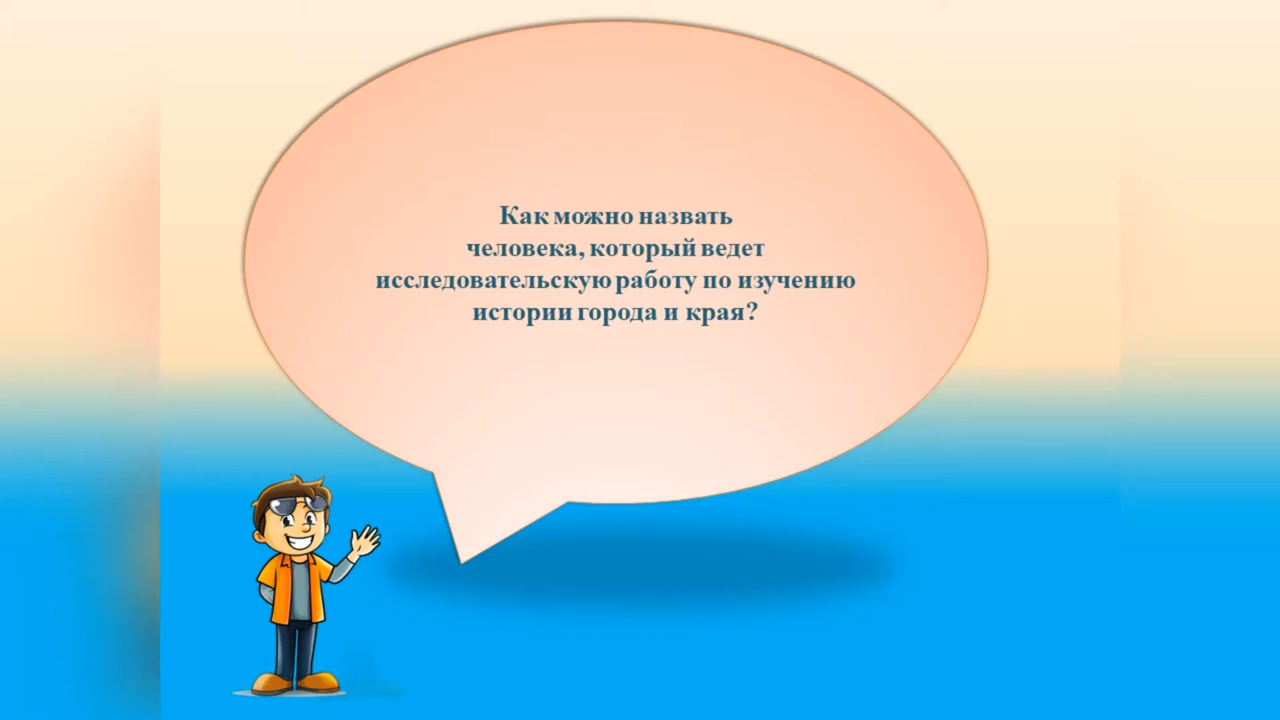 Как можно назвать
человека, который ведет
исследовательскую работу по изучению
истории города и края?